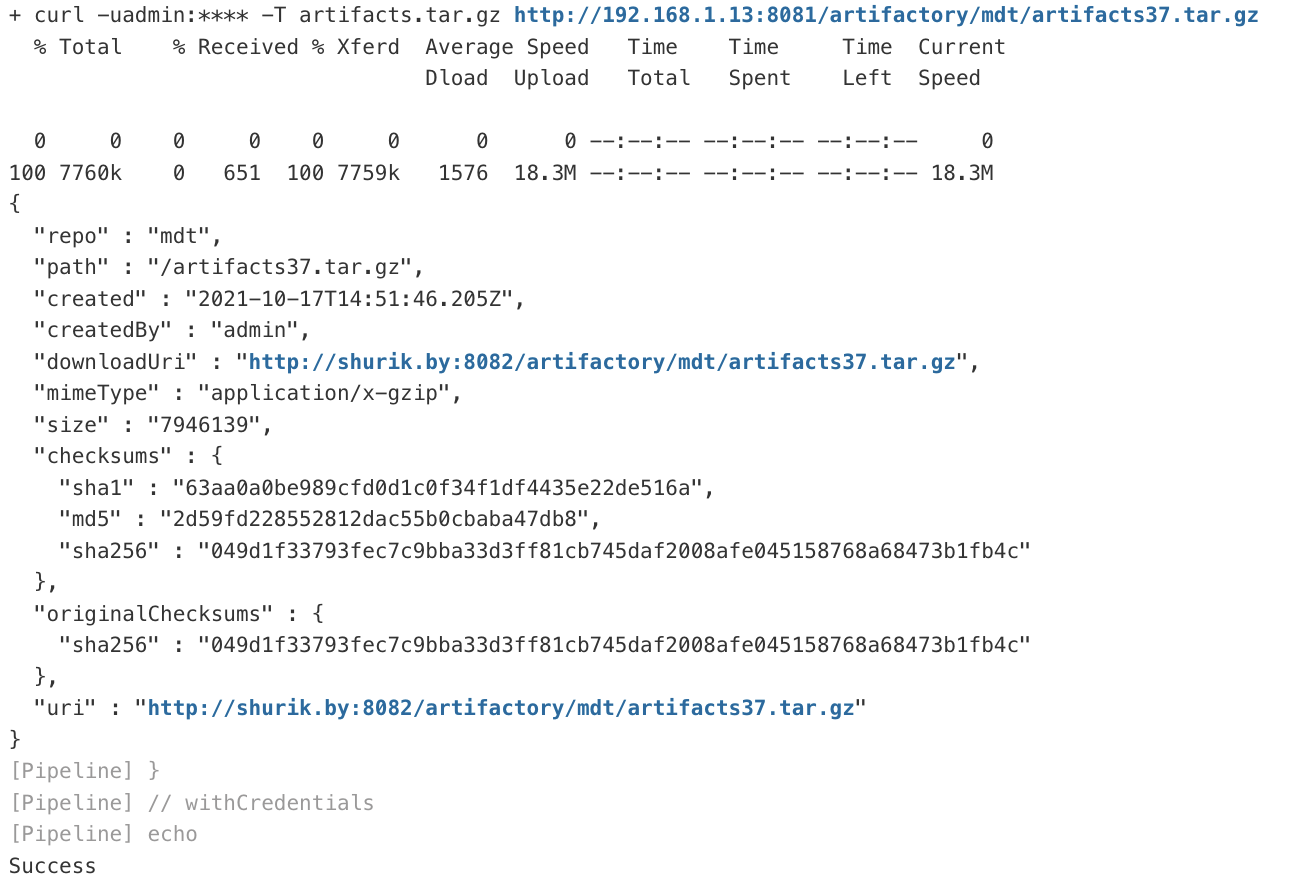 + curl -uadmin:**** -T artifacts.tar.gz http://192.168.1.13:8081/artifactory/mdt/artifacts37.tar.gz
  % Total    % Received % Xferd  Average Speed   Time    Time     Time  Current
                                 Dload  Upload   Total   Spent    Left  Speed

  0     0    0     0    0     0      0      0 --:--:-- --:--:-- --:--:--     0
100 7760k    0   651  100 7759k   1576  18.3M --:--:-- --:--:-- --:--:-- 18.3M
{
  "repo" : "mdt",
  "path" : "/artifacts37.tar.gz",
  "created" : "2021-10-17T14:51:46.205Z",
  "createdBy" : "admin",
  "downloadUri" : "http://shurik.by:8082/artifactory/mdt/artifacts37.tar.gz",
  "mimeType" : "application/x-gzip",
  "size" : "7946139",
  "checksums" : {
    "sha1" : "63aa0a0be989cfd0d1c0f34f1df4435e22de516a",
    "md5" : "2d59fd228552812dac55b0cbaba47db8",
    "sha256" : "049d1f33793fec7c9bba33d3ff81cb745daf2008afe045158768a68473b1fb4c"
  },
  "originalChecksums" : {
    "sha256" : "049d1f33793fec7c9bba33d3ff81cb745daf2008afe045158768a68473b1fb4c"
  },
  "uri" : "http://shurik.by:8082/artifactory/mdt/artifacts37.tar.gz"
}
[Pipeline] }
[Pipeline] // withCredentials
[Pipeline] echo
Success